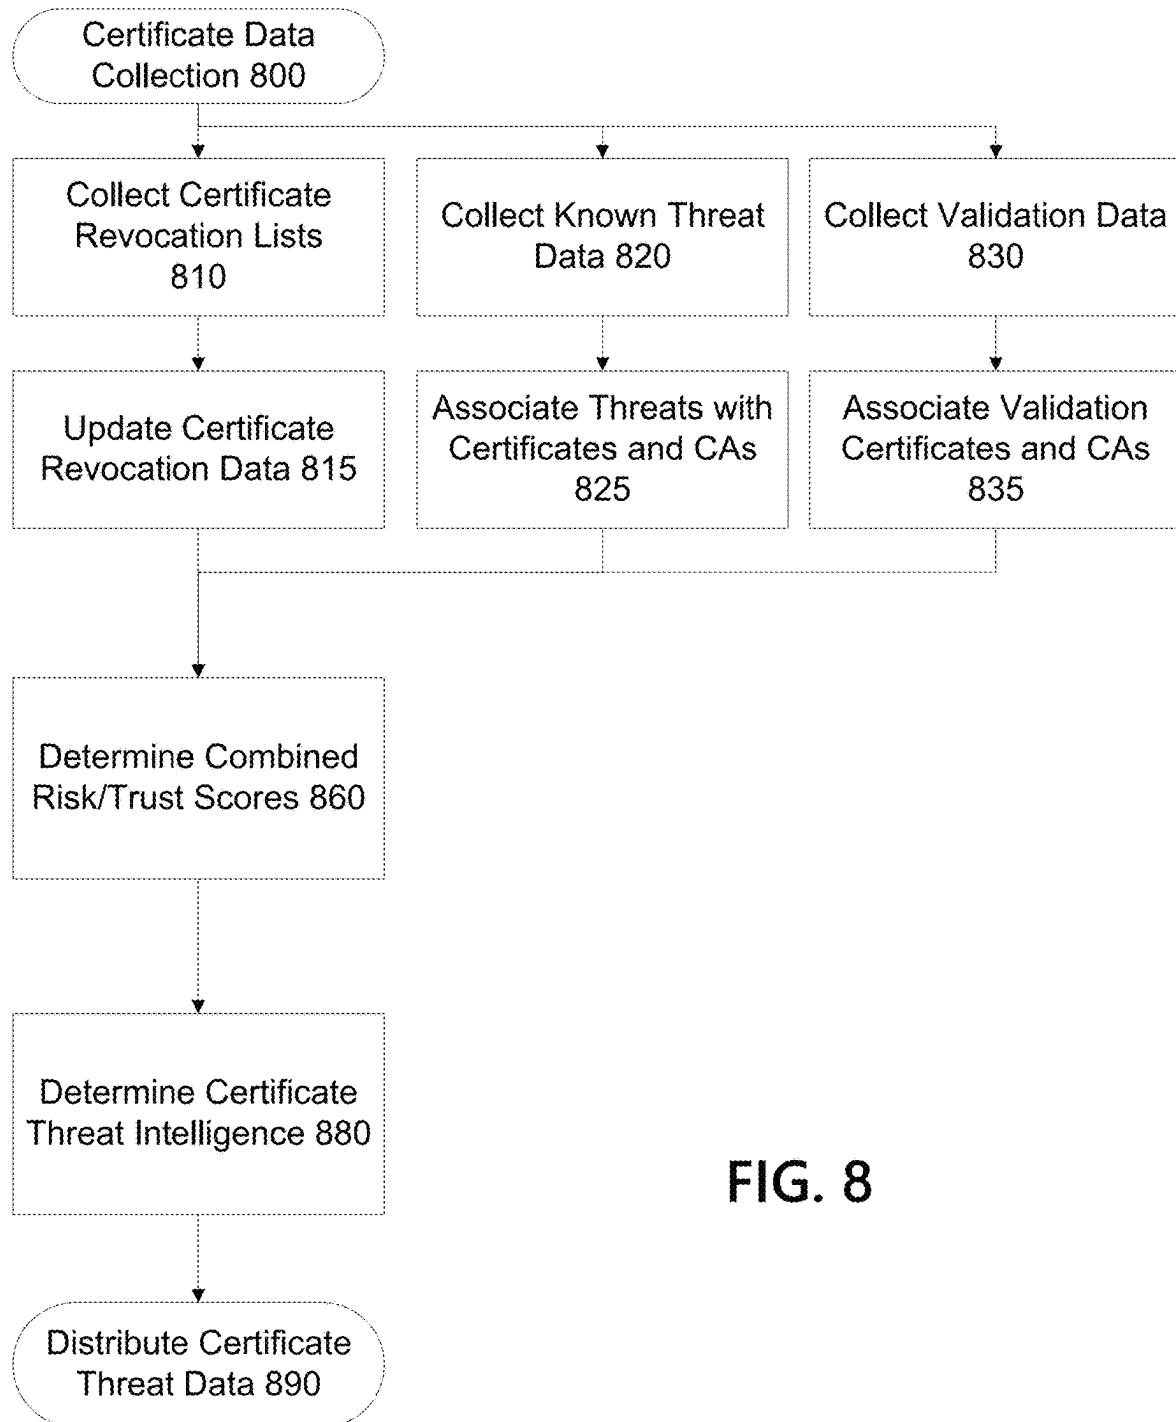 Certificate Data
Collection 800
Collect Certificate
Revocation Lists
810
Collect Known Threat
Data 820
Collect Validation Data
830
Update Certificate
Revocation Data 815
Associate Threats with
Certificates and CAs
825
Associate Validation
Certificates and CAs
835
Determine Combined
Risk/Trust Scores 860
Determine Certificate
Threat Intelligence 880
FIG. 8
Distribute Certificate
Threat Data 890